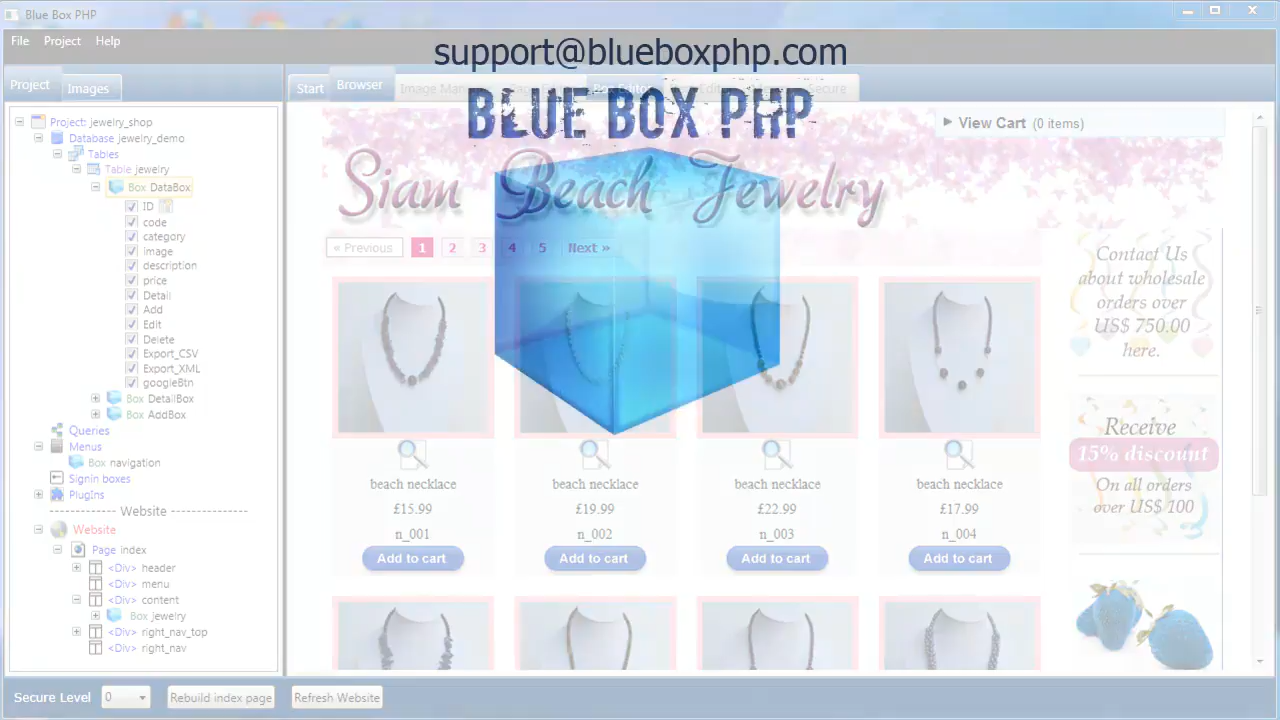 Blue Box PHP
File Project Help
support@blueboxphp.com
Project Images
Start Browser
Secure
BLUE BOX PHP
View Cart (0 items)
Siam Beach Jewelry
« Previous 1 2 3 4 5 Next »
Project: jewelry_shop
Database jewelry_demo
Tables
Table jewelry
Box DataBox
ID
code
category
image
description
price
Detail
Add
Edit
Delete
Export_CSV
Export_XML
googleBtn
Box DetailBox
Box AddBox
Queries
Menus
Box navigation
Signin boxes
PlugIns
Website
Website
Page index
<Div> header
<Div> menu
<Div> content
Box jewelry
<Div> right_nav_top
<Div> right_nav
beach necklace beach necklace beach necklace beach necklace
£15.99 £19.99 £22.99 £17.99
n_001 n_002 n_003 n_004
Add to cart Add to cart Add to cart Add to cart
Contact Us
about wholesale
orders over
US$ 750.00
here.
Receive
15% discount
On all orders
over US$ 100
Secure Level 0 Rebuild index page Refresh Website